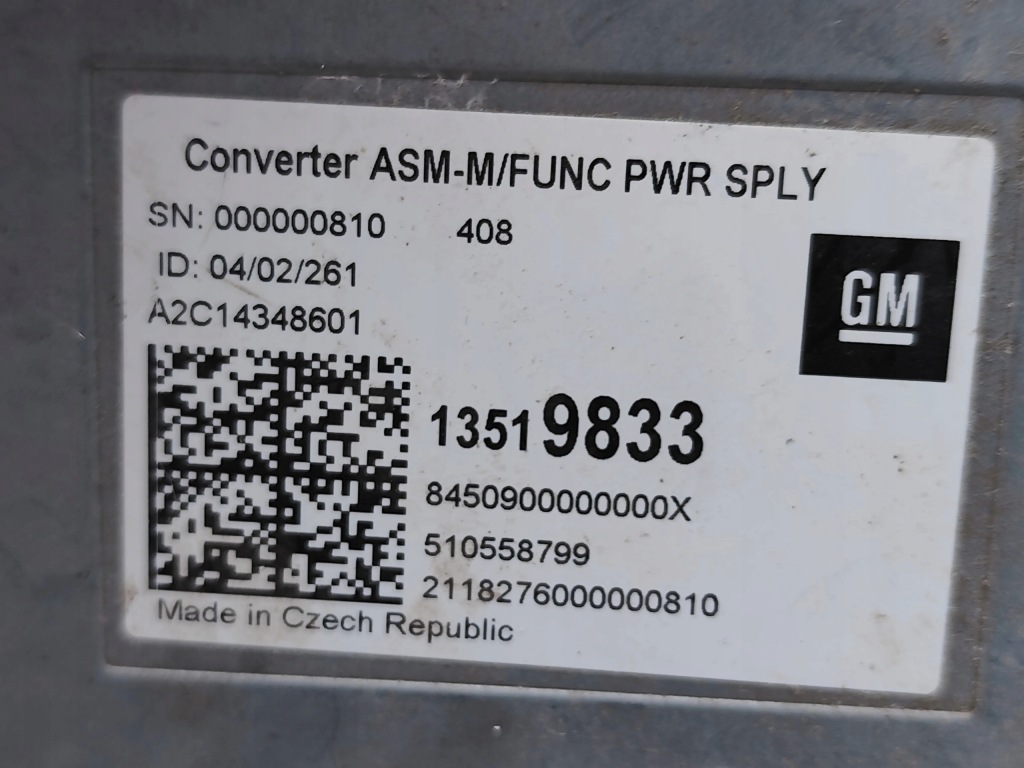 Converter ASM-M/FUNC PWR SPLY
SN: 000000810 408
ID: 04/02/261
A2C14348601
GM
13519833
8450900000000X
510558799
2118276000000810
Made in Czech Republic